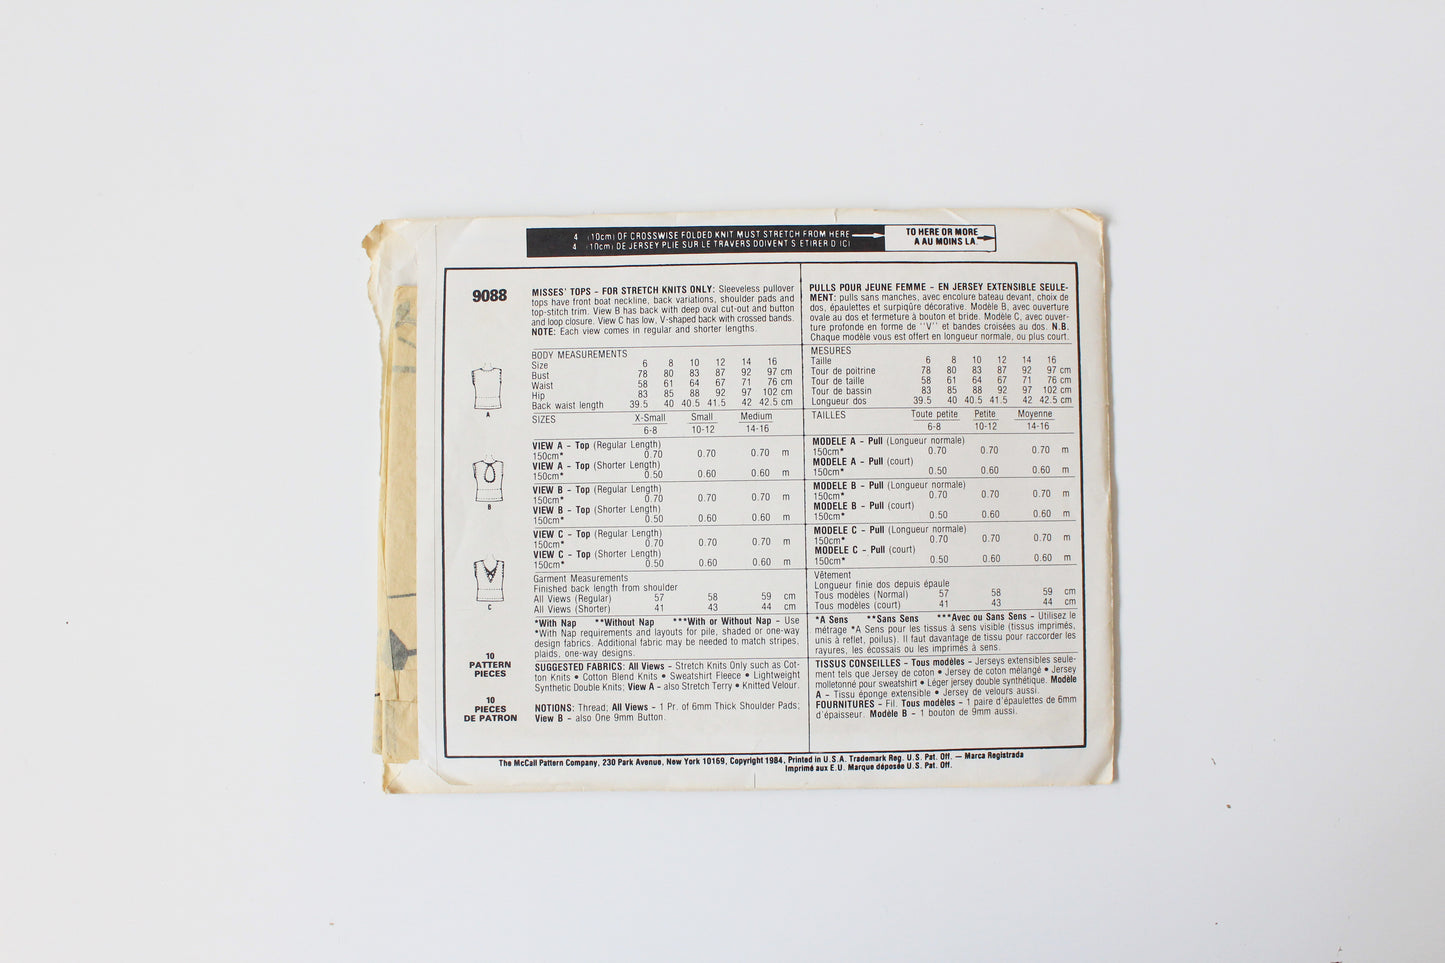 4 (10cm) OF CROSSWISE FOLDED KNIT MUST STRETCH FROM HERE
4 (10cm) DE JERSEY PLIE SUR LE TRAVERS DOIVENT S ETIRER D ICI
TO HERE OR MORE
A AU MOINS LA.
9088
A
B
C
10
PATTERN
PIECES
10
PIECES
DE PATRON
MISSES' TOPS - FOR STRETCH KNITS ONLY: Sleeveless pullover
tops have front boat neckline, back variations, shoulder pads and
top-stitch trim. View B has back with deep oval cut-out and button
and loop closure. View C has low, V-shaped back with crossed bands.
NOTE: Each view comes in regular and shorter lengths.
BODY MEASUREMENTS
Size 6 8 10 12 14 16
Bust 78 80 83 87 92 97 cm
Waist 58 61 64 67 71 76 cm
Hip 83 85 88 92 97 102 cm
Back waist length 39.5 40 40.5 41.5 42 42.5 cm
SIZES X-Small Small Medium
6-8 10-12 14-16
VIEW A - Top (Regular Length)
150cm* 0.70 0.70 0.70 m
VIEW A - Top (Shorter Length)
150cm* 0.50 0.60 0.60 m
VIEW B - Top (Regular Length)
150cm* 0.70 0.70 0.70 m
VIEW B - Top (Shorter Length)
150cm* 0.50 0.60 0.60 m
VIEW C - Top (Regular Length)
150cm* 0.70 0.70 0.70 m
VIEW C - Top (Shorter Length)
150cm* 0.50 0.60 0.60 m
Garment Measurements
Finished back length from shoulder
All Views (Regular) 57 58 59 cm
All Views (Shorter) 41 43 44 cm
*With Nap **Without Nap ***With or Without Nap - Use
*With Nap requirements and layouts for pile, shaded or one-way
design fabrics. Additional fabric may be needed to match stripes,
plaids, one-way designs.
SUGGESTED FABRICS: All Views - Stretch Knits Only such as Cot-
ton Knits • Cotton Blend Knits • Sweatshirt Fleece • Lightweight
Synthetic Double Knits; View A - also Stretch Terry • Knitted Velour.
NOTIONS: Thread; All Views - 1 Pr. of 6mm Thick Shoulder Pads;
View B - also One 9mm Button.
PULLS POUR JEUNE FEMME - EN JERSEY EXTENSIBLE SEULE-
MENT: pulls sans manches, avec encolure bateau devant, choix de
dos, épaulettes et surpiqûre décorative. Modèle B, avec ouverture
ovale au dos et fermeture à bouton et bride. Modèle C, avec ouver-
ture profonde en forme de ''V'' et bandes croisées au dos. N.B.
Chaque modèle vous est offert en longueur normale, ou plus court.
MESURES
Taille 6 8 10 12 14 16
Tour de poitrine 78 80 83 87 92 97 cm
Tour de taille 58 61 64 67 71 76 cm
Tour de bassin 83 85 88 92 97 102 cm
Longueur dos 39.5 40 40.5 41.5 42 42.5 cm
TAILLES Toute petite Petite Moyenne
6-8 10-12 14-16
MODELE A - Pull (Longueur normale)
150cm* 0.70 0.70 0.70 m
MODELE A - Pull (court)
150cm* 0.50 0.60 0.60 m
MODELE B - Pull (Longueur normale)
150cm* 0.70 0.70 0.70 m
MODELE B - Pull (court)
150cm* 0.50 0.60 0.60 m
MODELE C - Pull (Longueur normale)
150cm* 0.70 0.70 0.70 m
MODELE C - Pull (court)
150cm* 0.50 0.60 0.60 m
Vêtement
Longueur finie dos depuis épaule
Tous modèles (Normal) 57 58 59 cm
Tous modèles (court) 41 43 44 cm
*A Sens **Sans Sens ***Avec ou Sans Sens - Utilisez le
métrage *A Sens pour les tissus à sens visible (tissus imprimés,
unis à reflet, poilus). Il faut davantage de tissu pour raccorder les
rayures, les écossais ou les imprimés à sens.
TISSUS CONSEILLES - Tous modèles - Jerseys extensibles seule-
ment tels que Jersey de coton • Jersey de coton mélangé • Jersey
molletonné pour sweatshirt • Léger jersey double synthétique. Modèle
A - Tissu éponge extensible • Jersey de velours aussi.
FOURNITURES - Fil. Tous modèles - 1 paire d'épaulettes de 6mm
d'épaisseur. Modèle B - 1 bouton de 9mm aussi.
The McCall Pattern Company, 230 Park Avenue, New York 10169, Copyright 1984, Printed in U.S.A. Trademark Reg. U.S. Pat. Off. — Marca Registrada
Imprimé aux E.U. Marque déposée U.S. Pat. Off.